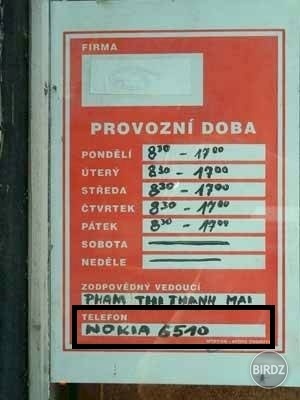 FIRMA
PROVOZNÍ DOBA
PONDĚLÍ 8³⁰ - 17⁰⁰
ÚTERÝ 8³⁰ - 17⁰⁰
STŘEDA 8³⁰ - 17⁰⁰
ČTVRTEK 8³⁰ - 17⁰⁰
PÁTEK 8³⁰ - 17⁰⁰
SOBOTA
NEDĚLE
ZODPOVĚDNÝ VEDOUCÍ
PHAM THI THANH MAI
TELEFON
NOKIA 6510
BIRDZ